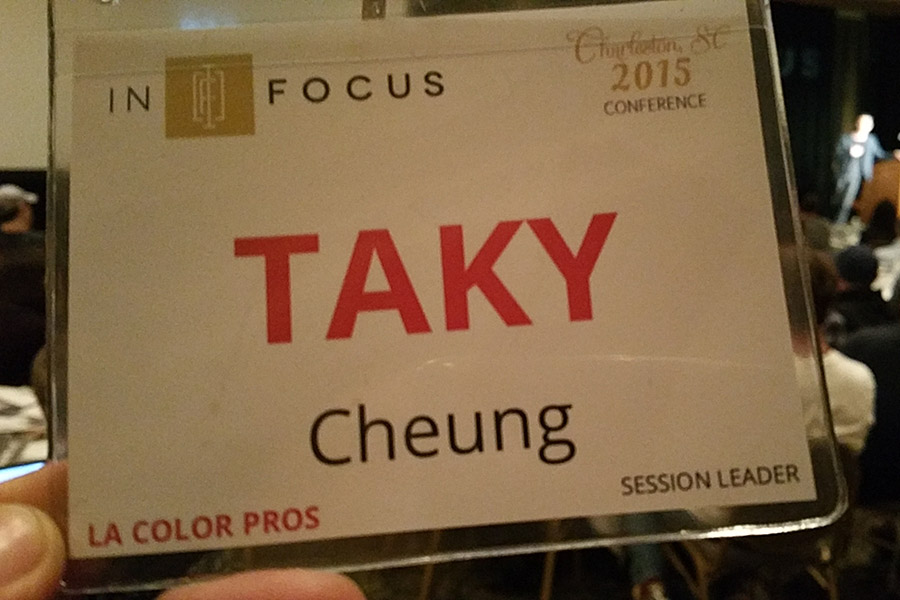 IN FOCUS
Charleston, SC
2015
CONFERENCE
TAKY
Cheung
SESSION LEADER
LA COLOR PROS